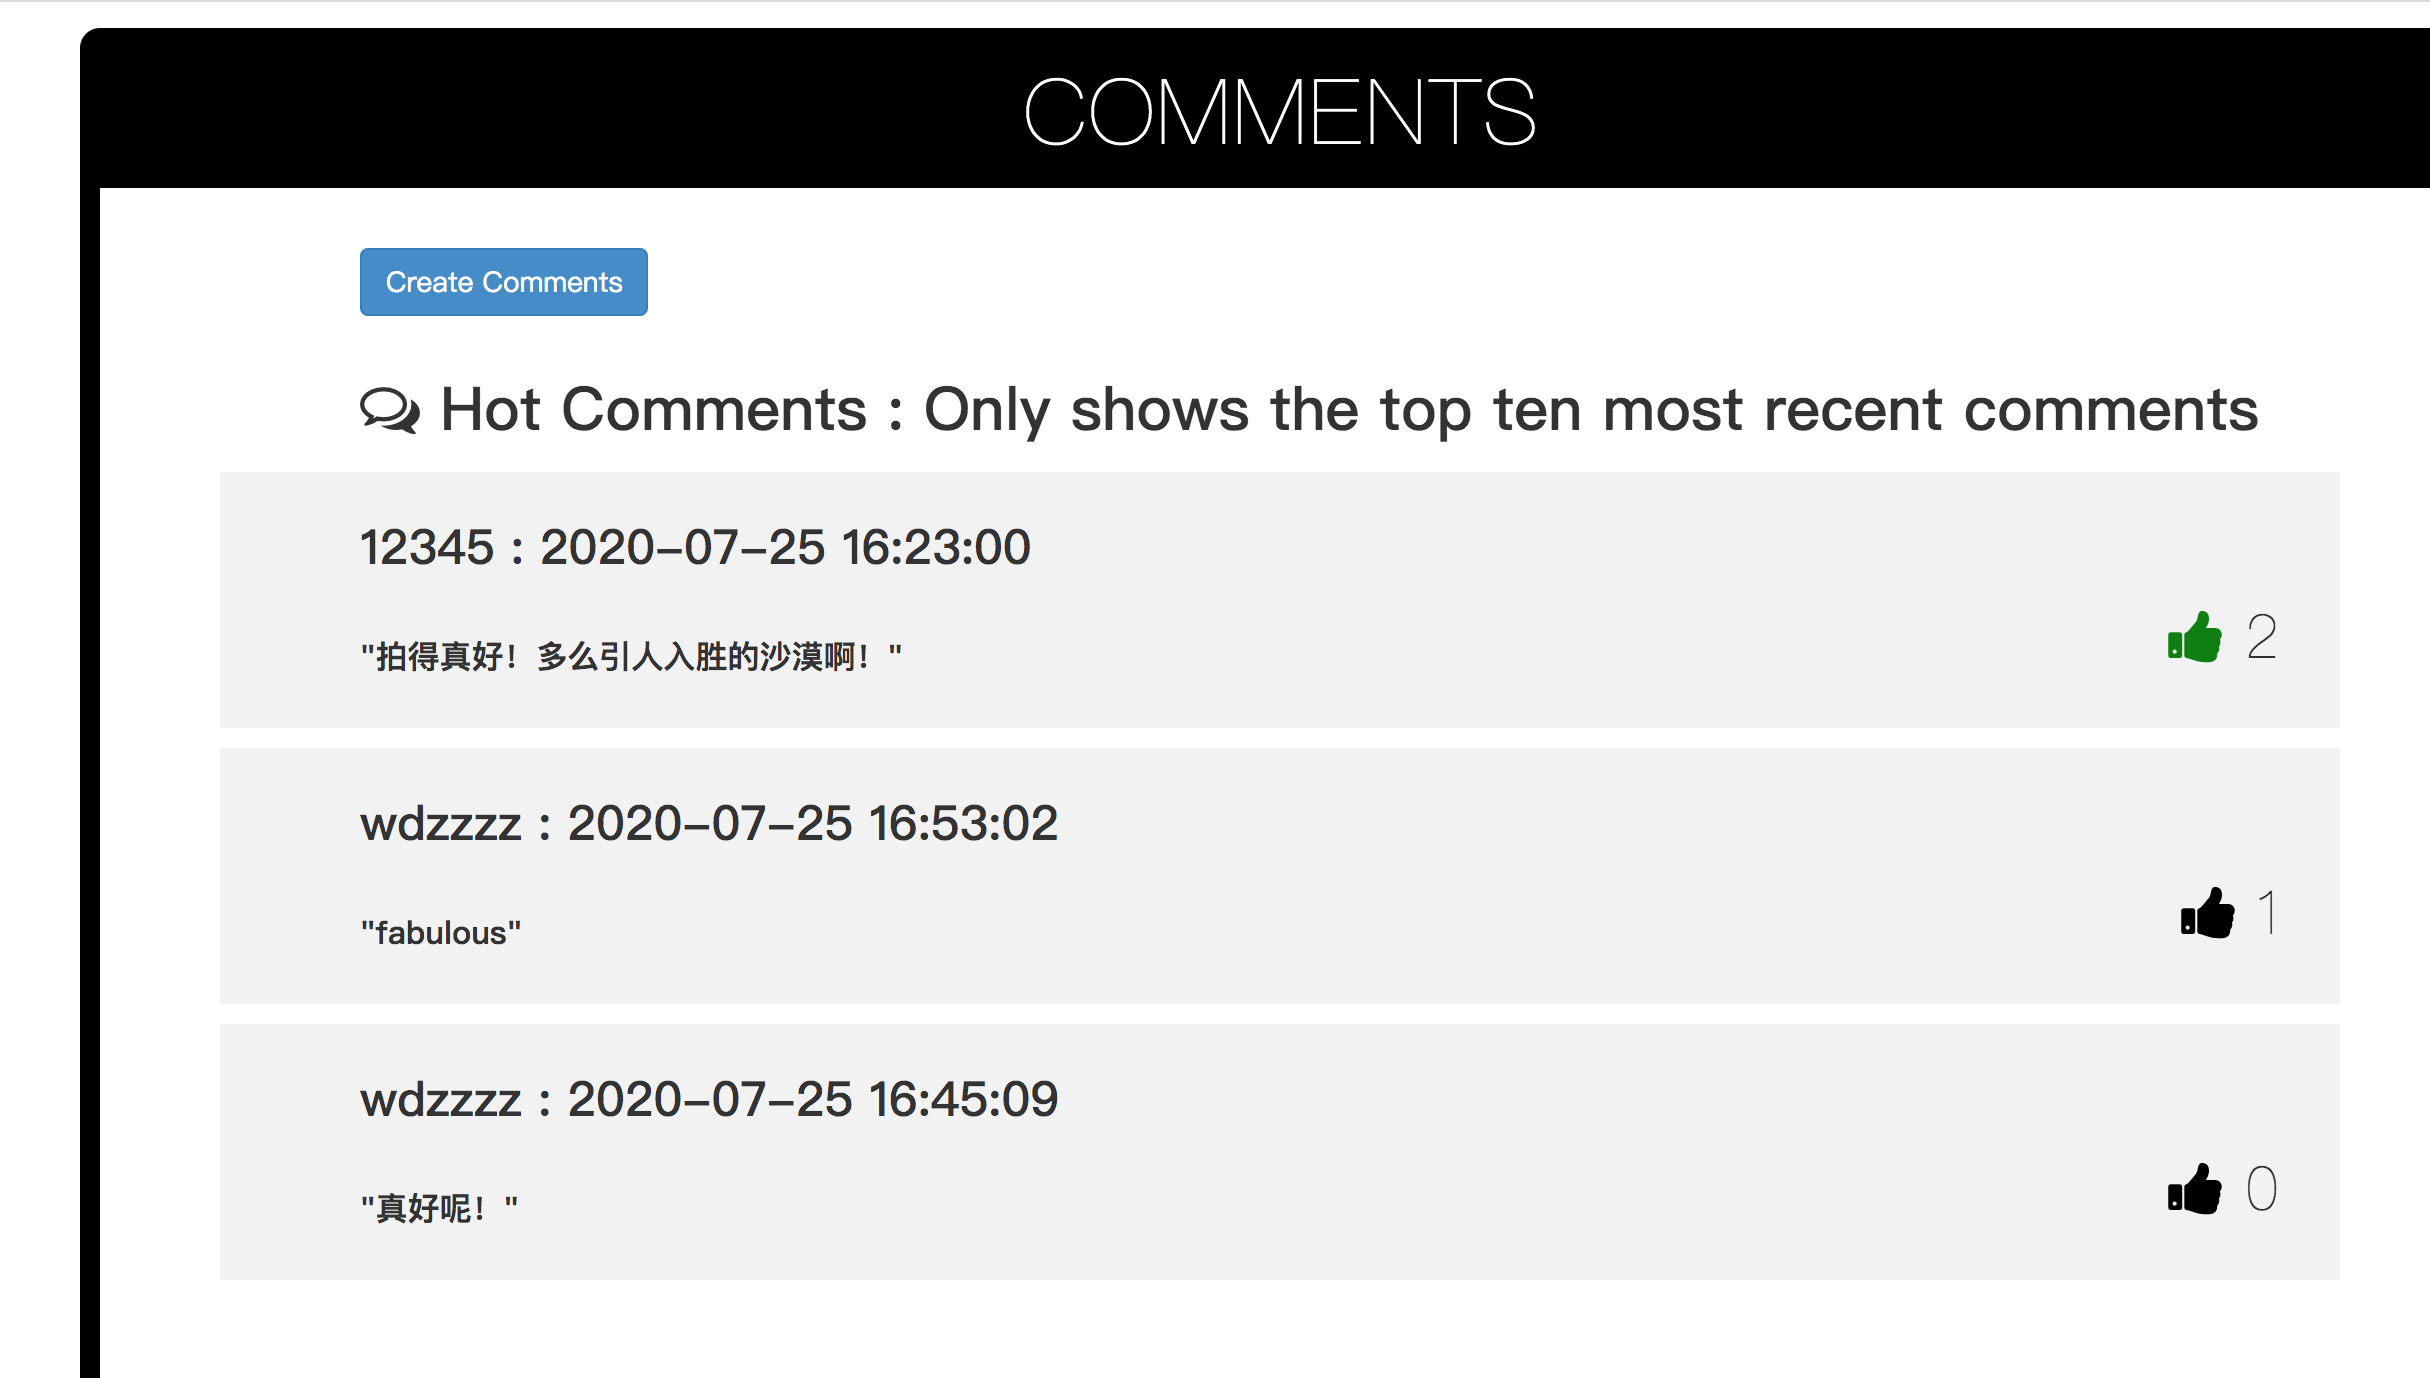 COMMENTS
Create Comments
Hot Comments : Only shows the top ten most recent comments
12345 : 2020-07-25 16:23:00
"拍得真好！多么引人入胜的沙漠啊！"
2
wdzzzz : 2020-07-25 16:53:02
"fabulous"
1
wdzzzz : 2020-07-25 16:45:09
"真好呢！"
0